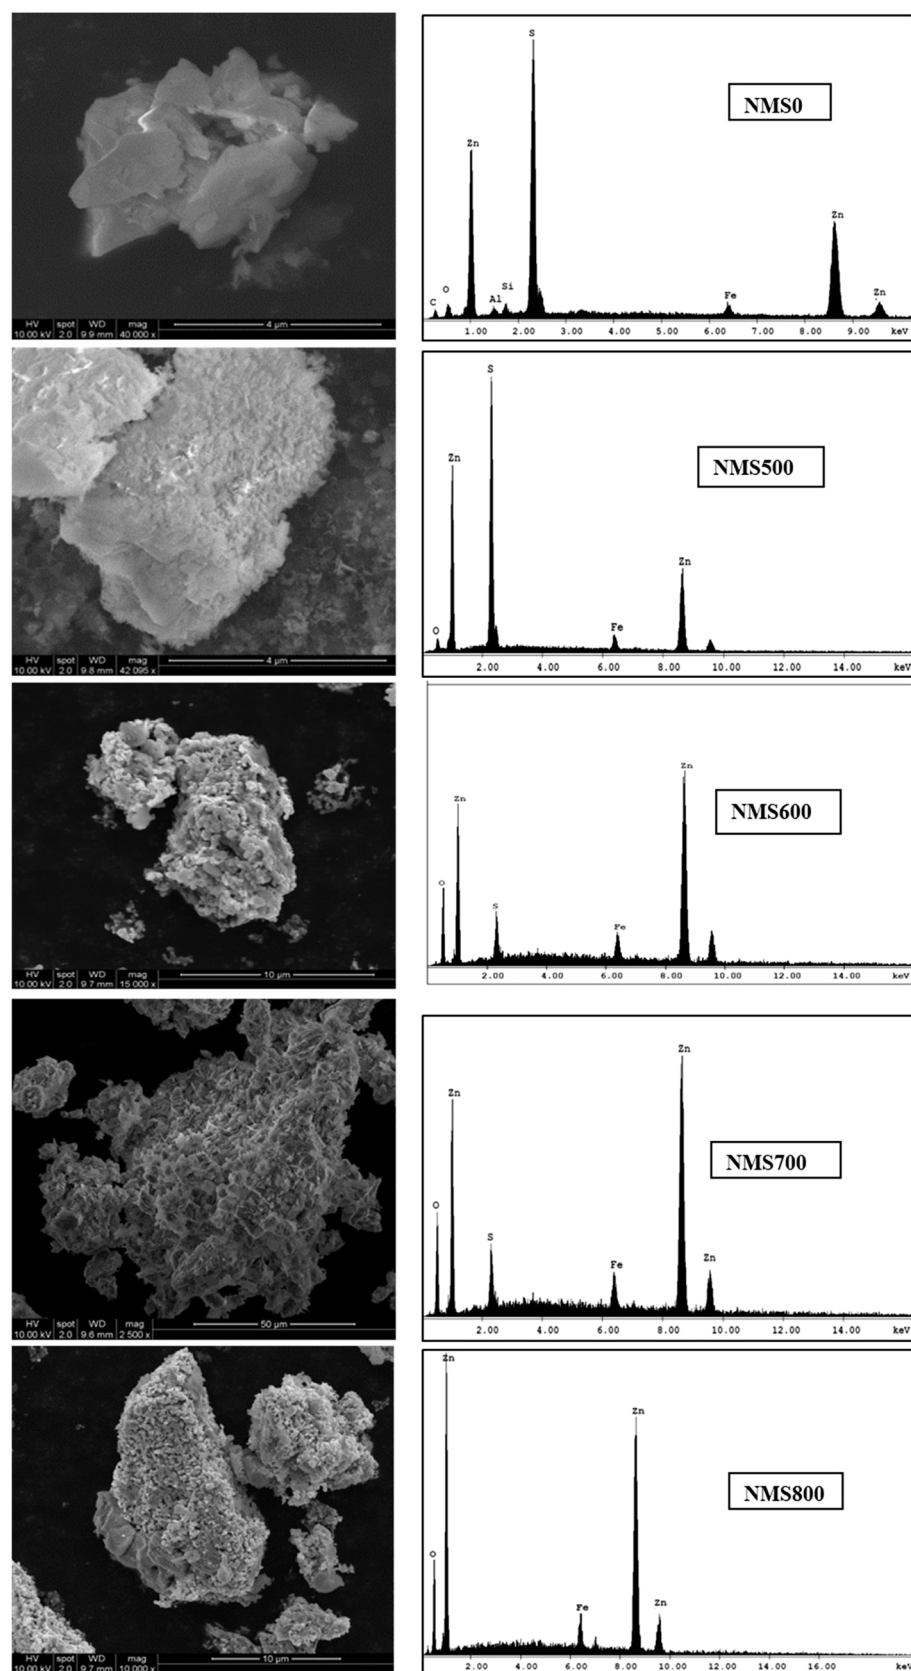 S
NMS0
Zn
Zn
C
O
Al
Si
Fe
Zn
HV spot WD mag 4 µm
10.00 kV 2.0 9.9 mm 40 000 x
1.00 2.00 3.00 4.00 5.00 6.00 7.00 8.00 9.00 keV
S
Zn
NMS500
Zn
O
Fe
HV spot WD mag 4 µm
10.00 kV 2.0 9.8 mm 42 095 x
2.00 4.00 6.00 8.00 10.00 12.00 14.00 keV
Zn
Zn
NMS600
O
S
Fe
HV spot WD mag 10 µm
10.00 kV 2.0 9.7 mm 15 000 x
2.00 4.00 6.00 8.00 10.00 12.00 14.00 keV
Zn
Zn
NMS700
O
S
Fe
Zn
HV spot WD mag 50 µm
10.00 kV 2.0 9.6 mm 2 500 x
2.00 4.00 6.00 8.00 10.00 12.00 14.00 keV
Zn
Zn
NMS800
O
Fe
Zn
HV spot WD mag 10 µm
10.00 kV 2.0 9.7 mm 10 000 x
2.00 4.00 6.00 8.00 10.00 12.00 14.00 16.00 keV